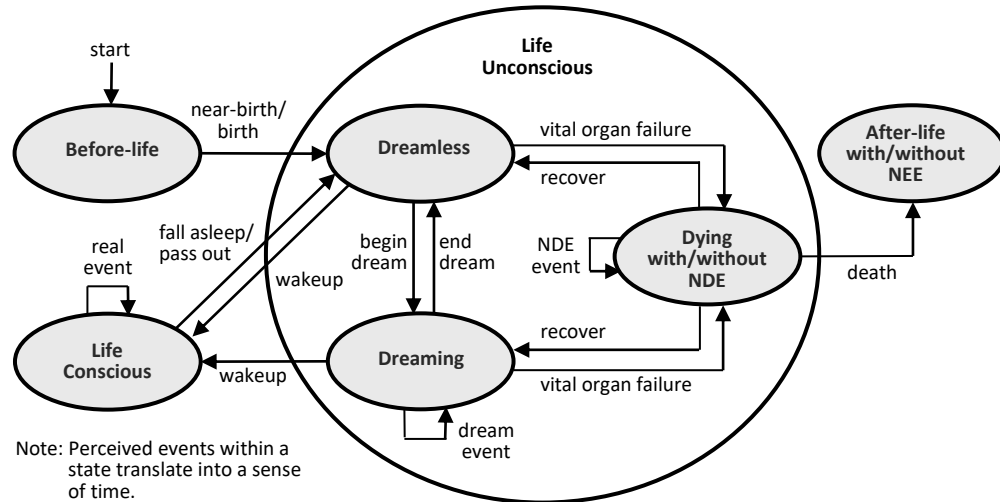 Life
Unconscious
start
near-birth/
birth
Before-life
Dreamless
vital organ failure
After-life
with/without
NEE
recover
fall asleep/
pass out
real
event
begin
dream
end
dream
NDE
event
Dying
with/without
NDE
death
wakeup
Life
Conscious
wakeup
Dreaming
recover
vital organ failure
dream
event
Note: Perceived events within a
state translate into a sense
of time.